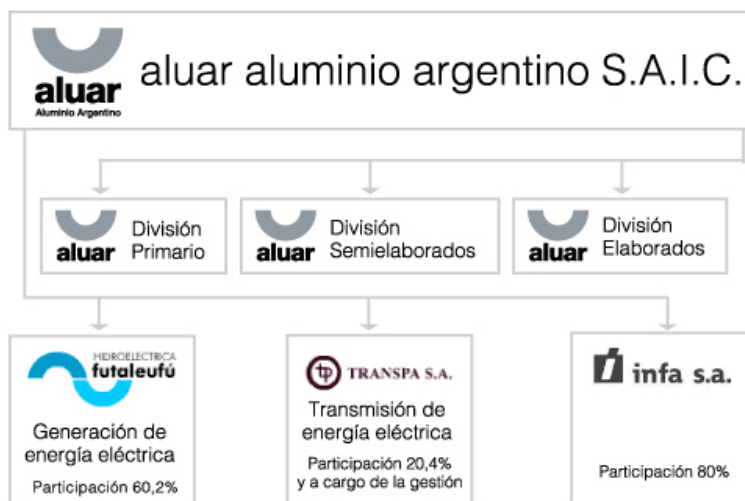 aluar
Aluminio Argentino
aluar aluminio argentino S.A.I.C.
aluar
División
Primario
aluar
División
Semielaborados
aluar
División
Elaborados
HIDROELECTRICA
futaleufú
Generación de
energía eléctrica
Participación 60,2%
tp TRANSPA S.A.
Transmisión de
energía eléctrica
Participación 20,4%
y a cargo de la gestión
infa s.a.
Participación 80%